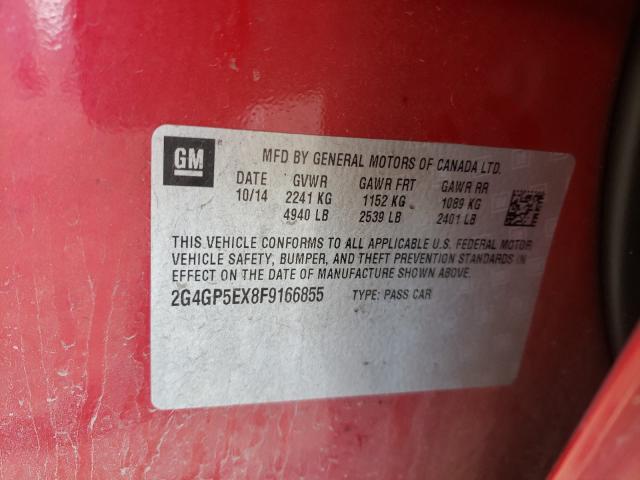 GM
MFD BY GENERAL MOTORS OF CANADA LTD.
DATE GVWR GAWR FRT GAWR RR
10/14 2241 KG 1152 KG 1089 KG
4940 LB 2539 LB 2401 LB
THIS VEHICLE CONFORMS TO ALL APPLICABLE U.S. FEDERAL MOTOR
VEHICLE SAFETY, BUMPER, AND THEFT PREVENTION STANDARDS IN
EFFECT ON THE DATE OF MANUFACTURE SHOWN ABOVE.
2G4GP5EX8F9166855 TYPE: PASS CAR